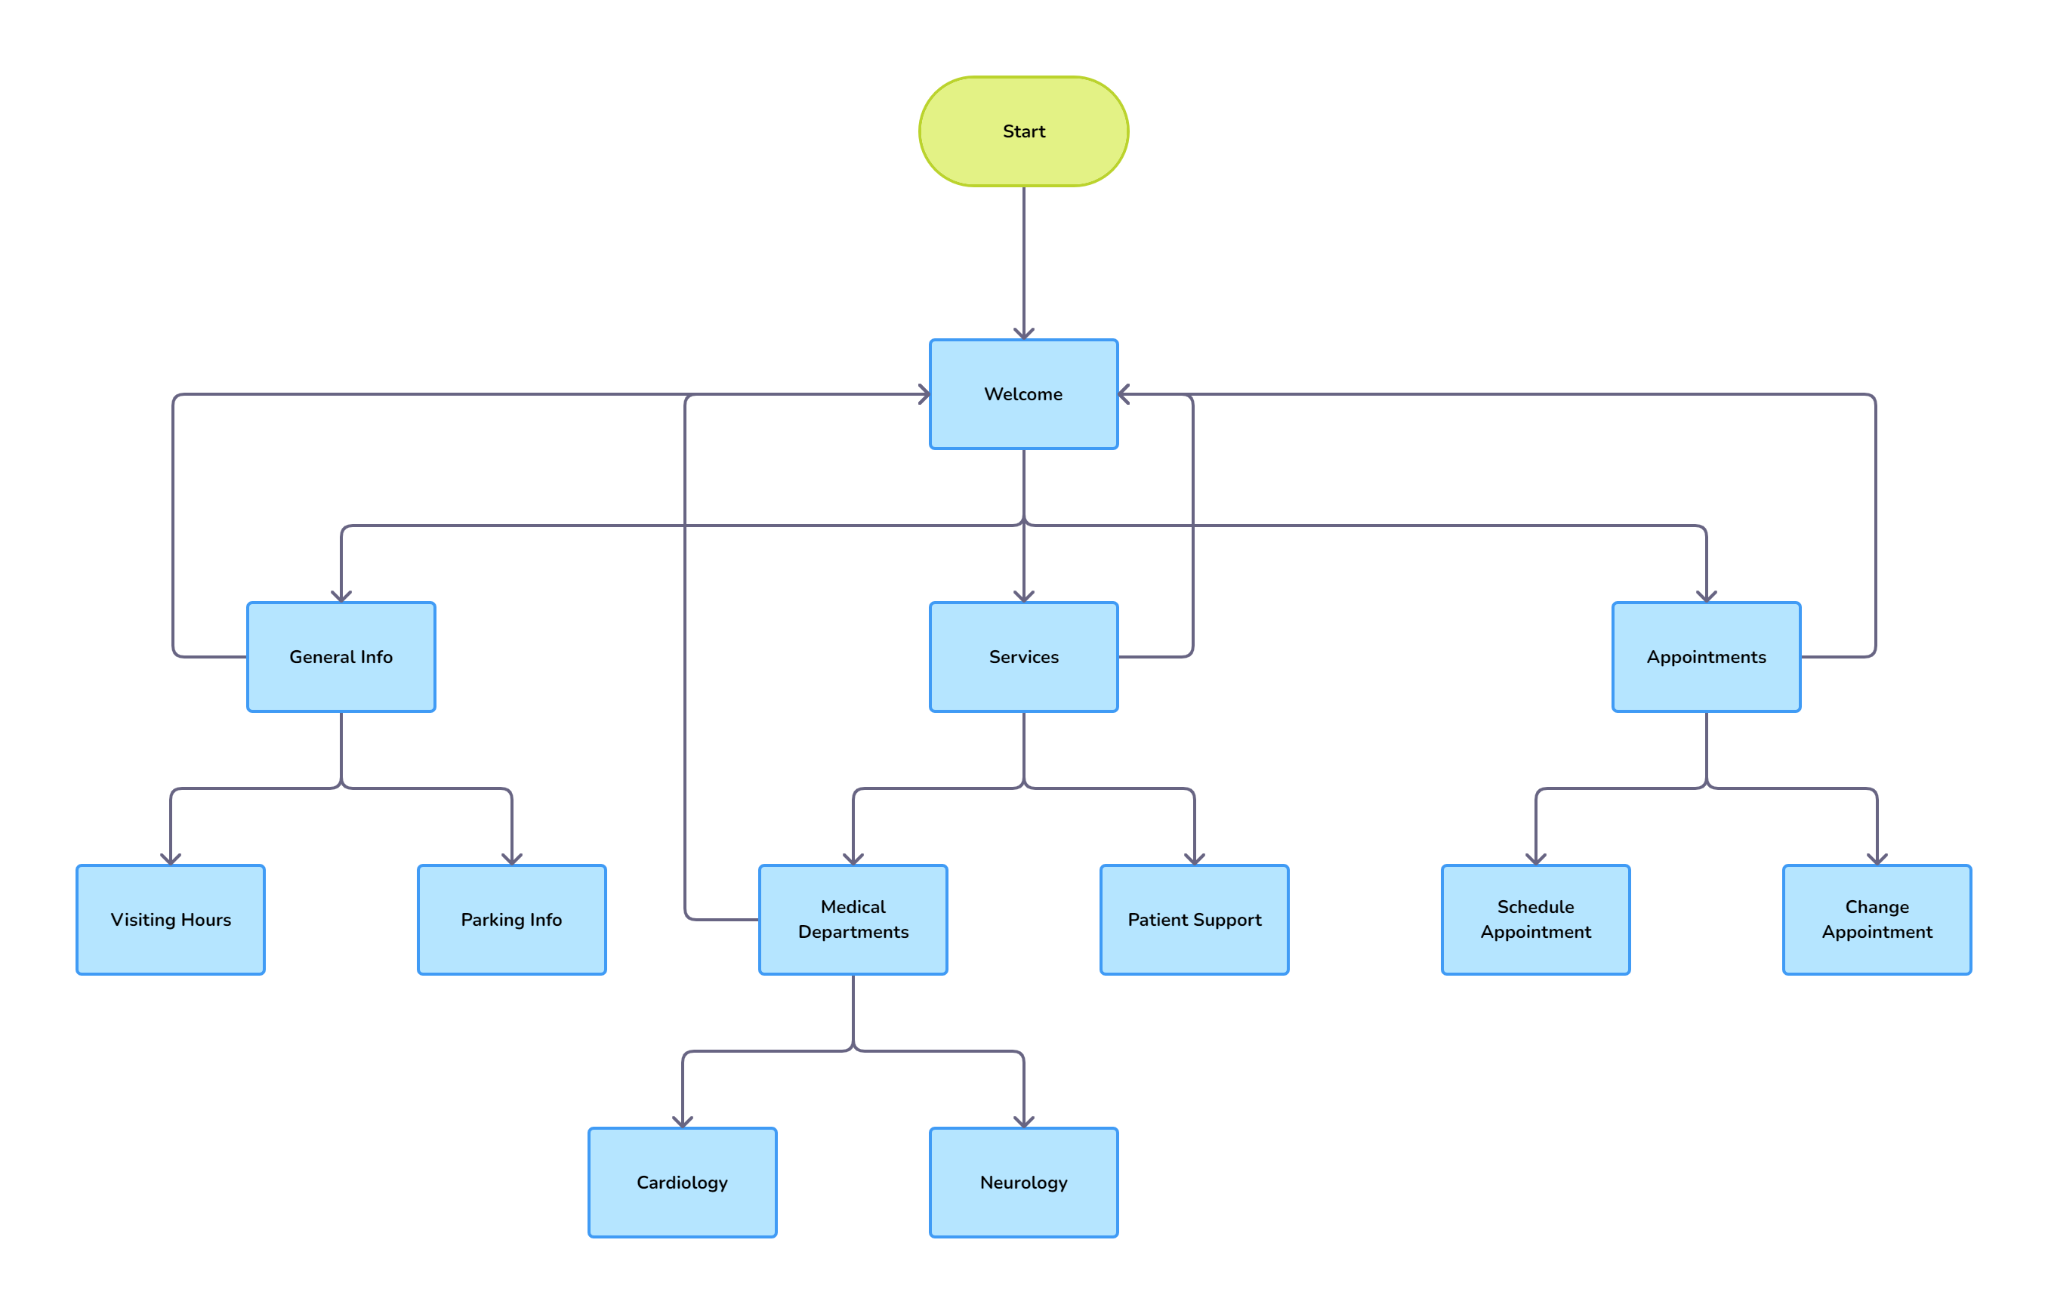 Start
Welcome
General Info
Services
Appointments
Visiting Hours
Parking Info
Medical
Departments
Patient Support
Schedule
Appointment
Change
Appointment
Cardiology
Neurology